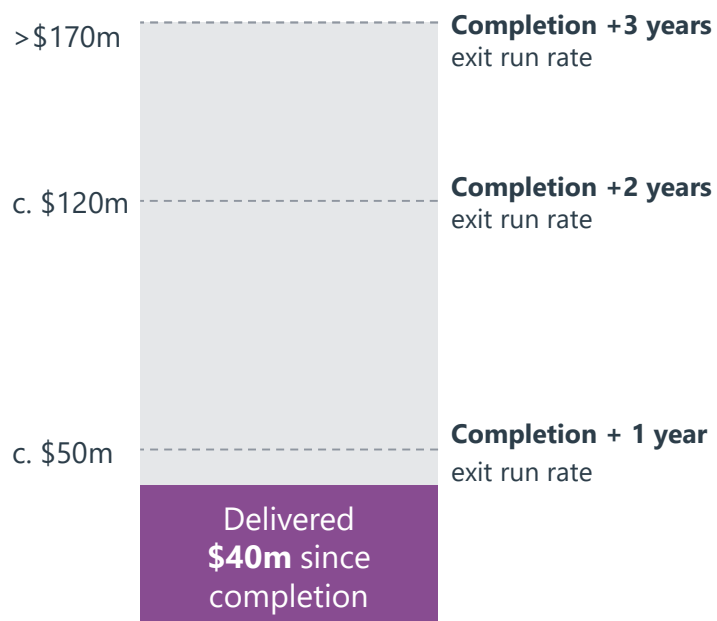 >$170m
Completion +3 years
exit run rate
c. $120m
Completion +2 years
exit run rate
c. $50m
Completion + 1 year
exit run rate
Delivered
$40m since
completion